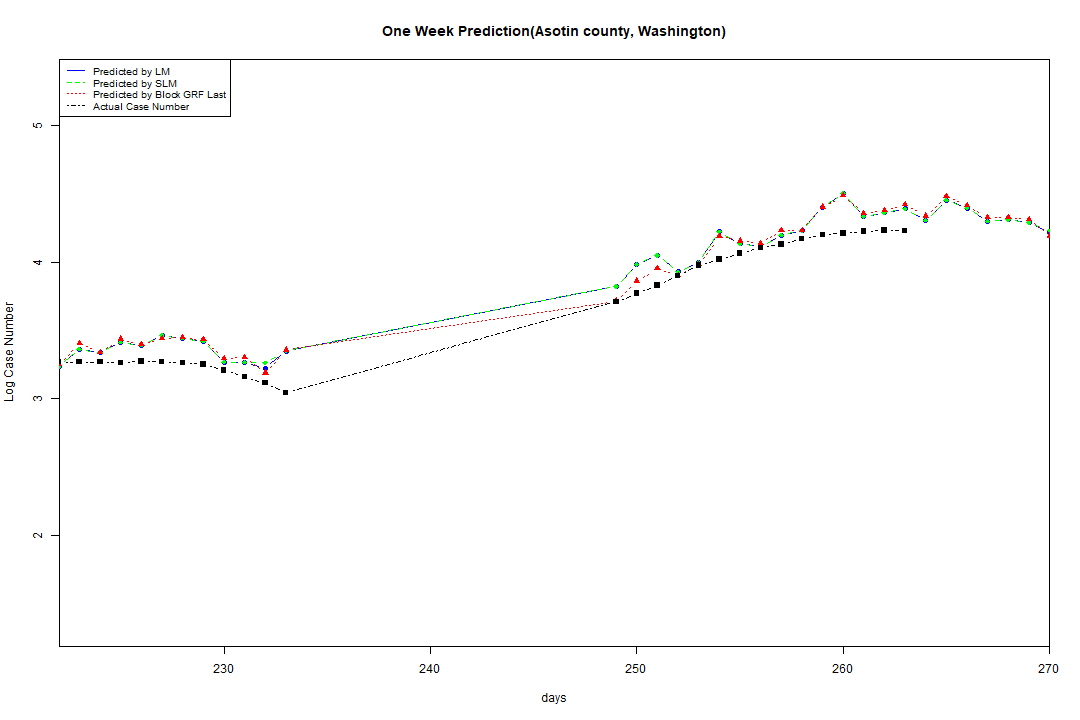 One Week Prediction(Asotin county, Washington)
Predicted by LM
Predicted by SLM
Predicted by Block GRF Last
Actual Case Number
5
4
3
2
Log Case Number
230 240 250 260 270
days